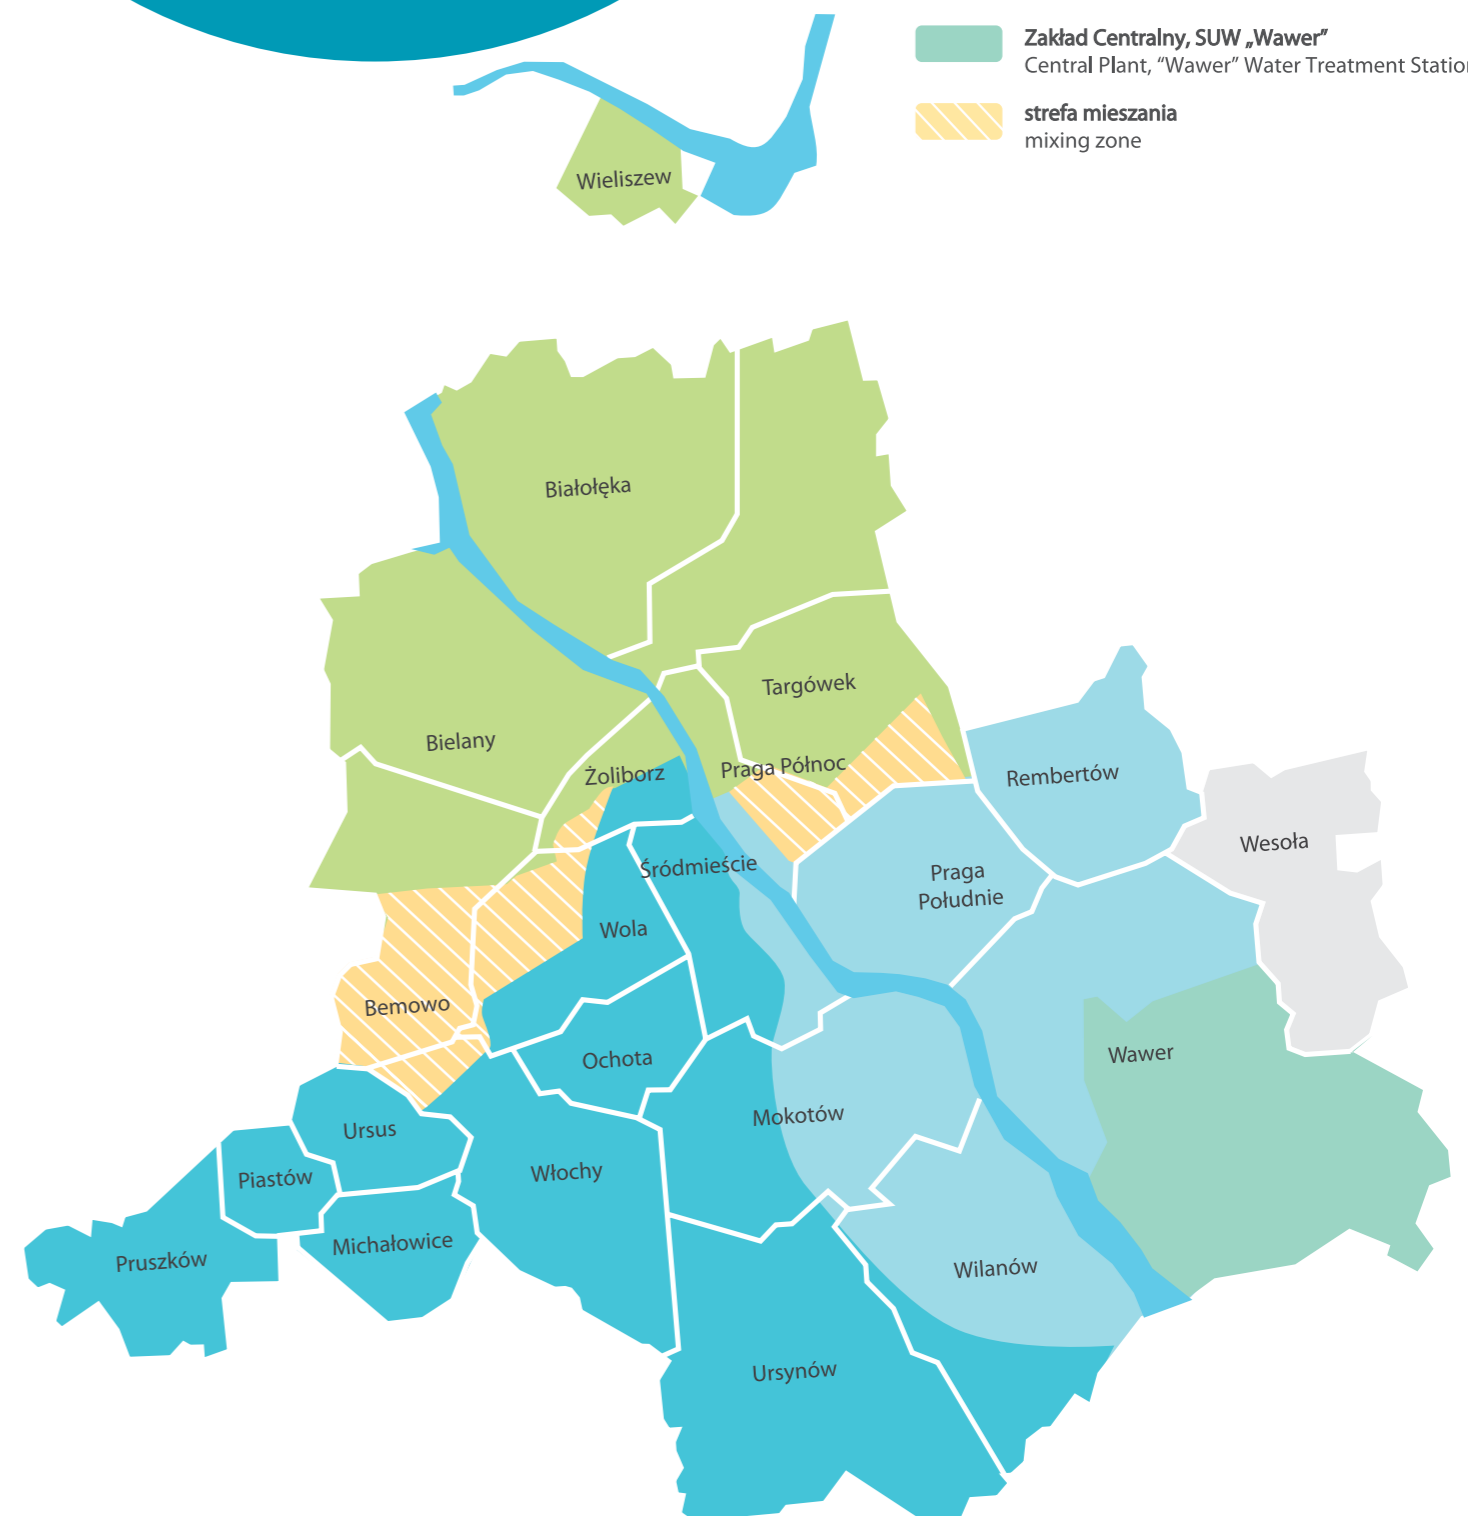 Zakład Centralny, SUW „Wawer”
Central Plant, “Wawer” Water Treatment Station
strefa mieszania
mixing zone
Wieliszew
Białołęka
Targówek
Bielany
Praga Północ
Żoliborz
Rembertów
Wesoła
Śródmieście
Praga
Południe
Wola
Bemowo
Ochota
Wawer
Mokotów
Ursus
Włochy
Piastów
Michałowice
Pruszków
Wilanów
Ursynów